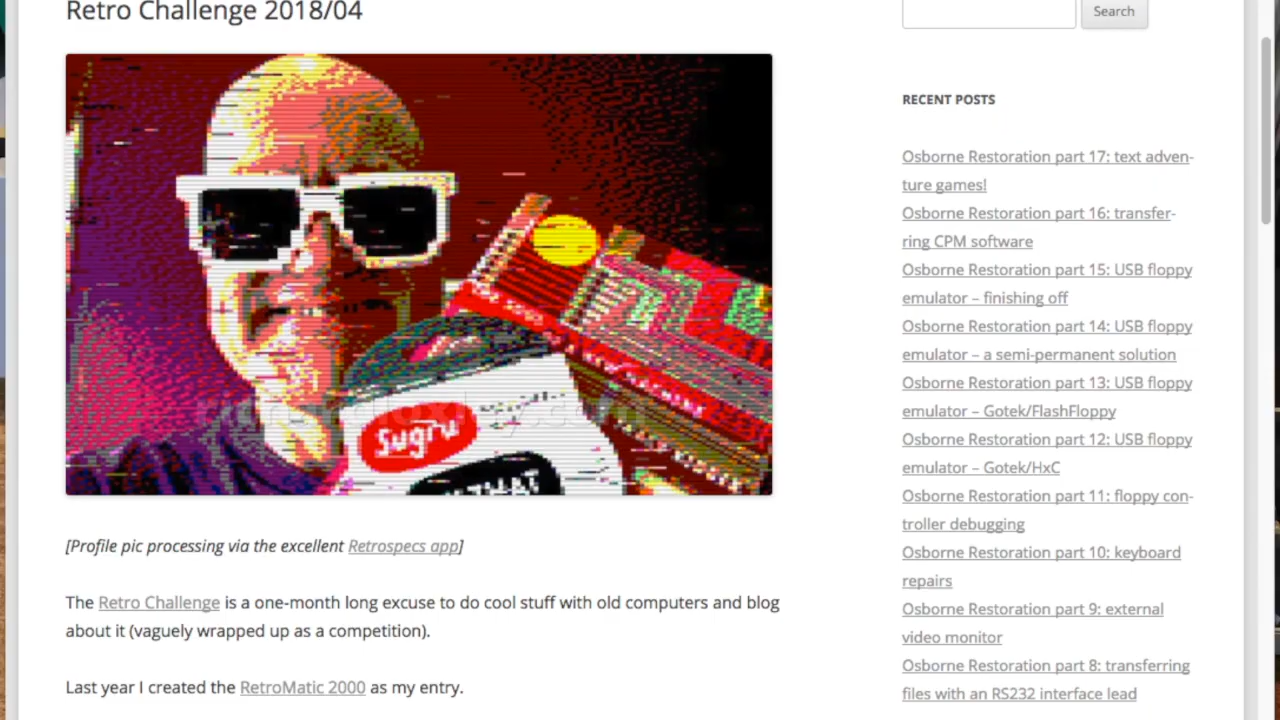 Retro Challenge 2018/04
Sugru
[Profile pic processing via the excellent Retrospecs app]
The Retro Challenge is a one-month long excuse to do cool stuff with old computers and blog
about it (vaguely wrapped up as a competition).
Last year I created the RetroMatic 2000 as my entry.
Search
RECENT POSTS
Osborne Restoration part 17: text adven-
ture games!
Osborne Restoration part 16: transfer-
ring CPM software
Osborne Restoration part 15: USB floppy
emulator – finishing off
Osborne Restoration part 14: USB floppy
emulator – a semi-permanent solution
Osborne Restoration part 13: USB floppy
emulator – Gotek/FlashFloppy
Osborne Restoration part 12: USB floppy
emulator – Gotek/HxC
Osborne Restoration part 11: floppy con-
troller debugging
Osborne Restoration part 10: keyboard
repairs
Osborne Restoration part 9: external
video monitor
Osborne Restoration part 8: transferring
files with an RS232 interface lead